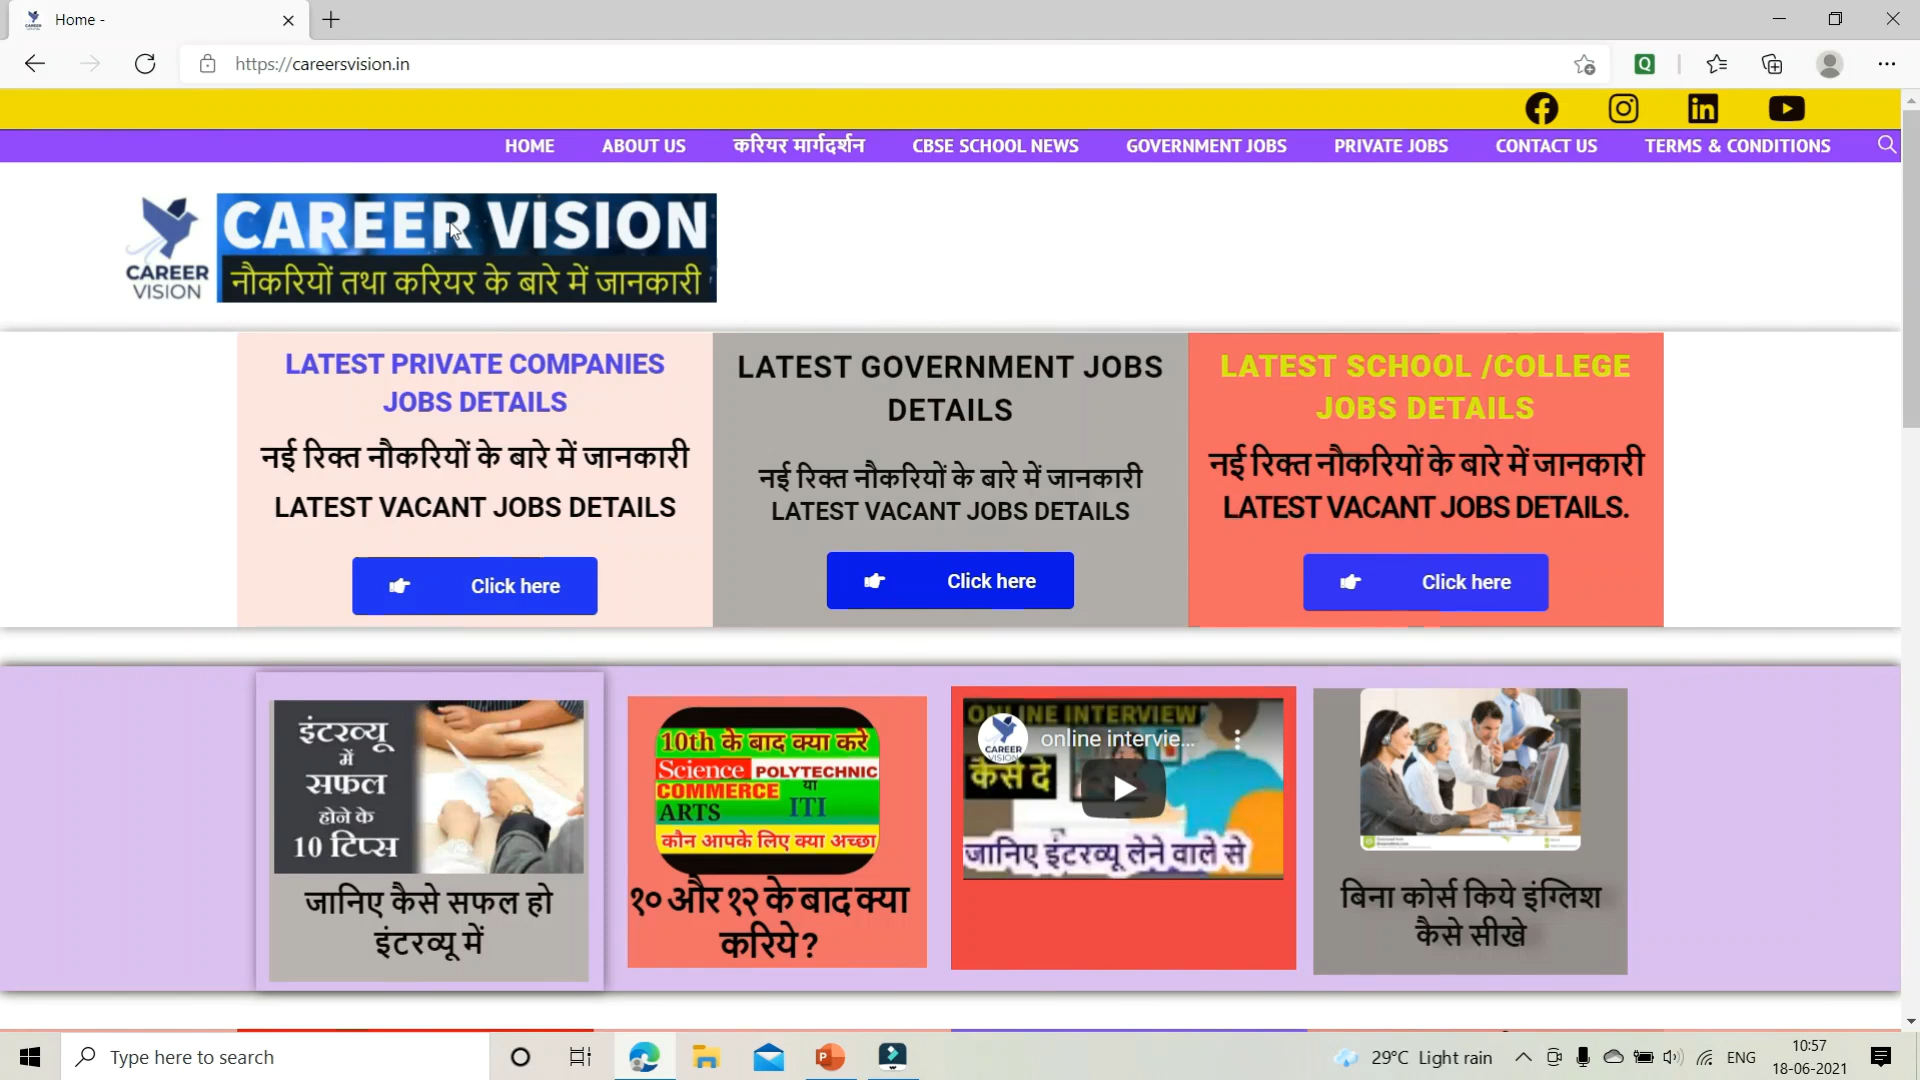 Home -
https://careersvision.in
HOME ABOUT US करियर मार्गदर्शन CBSE SCHOOL NEWS GOVERNMENT JOBS PRIVATE JOBS CONTACT US TERMS & CONDITIONS
CAREER VISION
CAREER
VISION
नौकरियों तथा करियर के बारे में जानकारी
LATEST PRIVATE COMPANIES
JOBS DETAILS
नई रिक्त नौकरियों के बारे में जानकारी
LATEST VACANT JOBS DETAILS
Click here
LATEST GOVERNMENT JOBS
DETAILS
नई रिक्त नौकरियों के बारे में जानकारी
LATEST VACANT JOBS DETAILS
Click here
LATEST SCHOOL /COLLEGE
JOBS DETAILS
नई रिक्त नौकरियों के बारे में जानकारी
LATEST VACANT JOBS DETAILS.
Click here
इंटरव्यू
में
सफल
होने के
10 टिप्स
जानिए कैसे सफल हो
इंटरव्यू में
10th के बाद क्या करे
Science POLYTECHNIC
COMMERCE या
ARTS ITI
कौन आपके लिए क्या अच्छा
१० और १२ के बाद क्या
करिये?
ONLINE INTERVIEW
CAREER
VISION
online intervie...
कैसे दे
जानिए इंटरव्यू लेने वाले से
बिना कोर्स किये इंग्लिश
कैसे सीखे
Type here to search
29°C Light rain
ENG
10:57
18-06-2021